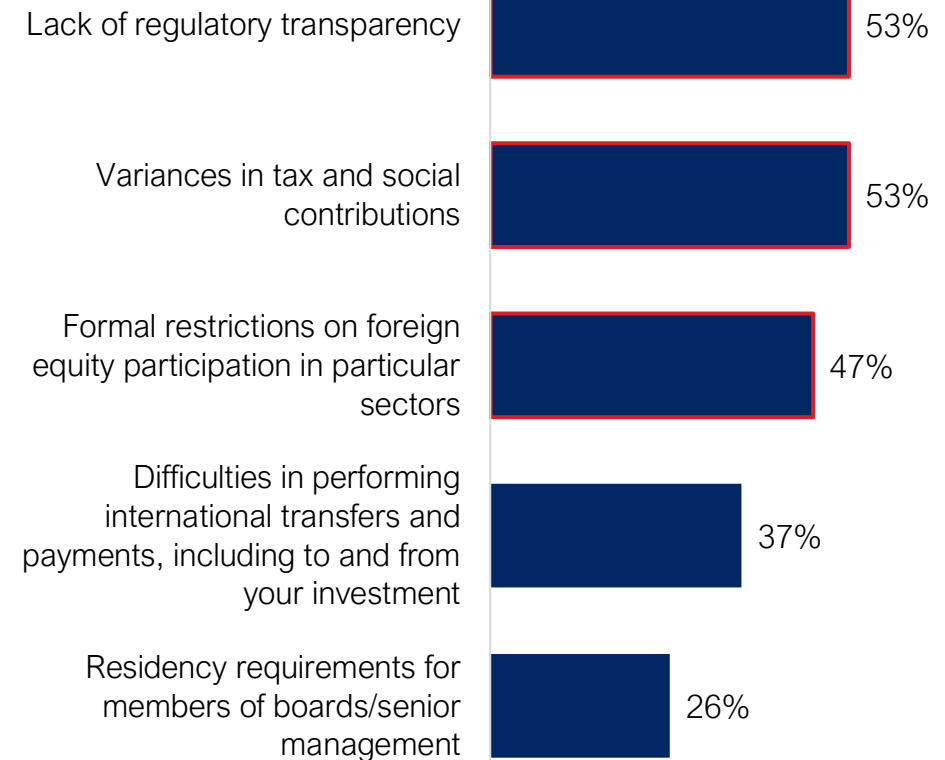 Lack of regulatory transparency
53%
Variances in tax and social
contributions
53%
Formal restrictions on foreign
equity participation in particular
sectors
47%
Difficulties in performing
international transfers and
payments, including to and from
your investment
37%
Residency requirements for
members of boards/senior
management
26%